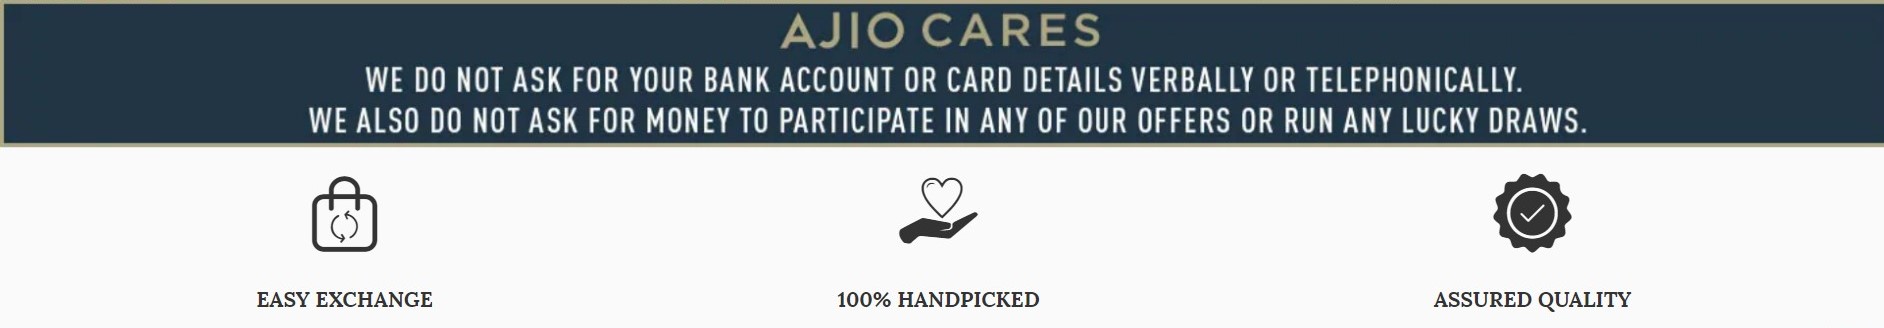 AJIO CARES
WE DO NOT ASK FOR YOUR BANK ACCOUNT OR CARD DETAILS VERBALLY OR TELEPHONICALLY.
WE ALSO DO NOT ASK FOR MONEY TO PARTICIPATE IN ANY OF OUR OFFERS OR RUN ANY LUCKY DRAWS.
EASY EXCHANGE
100% HANDPICKED
ASSURED QUALITY